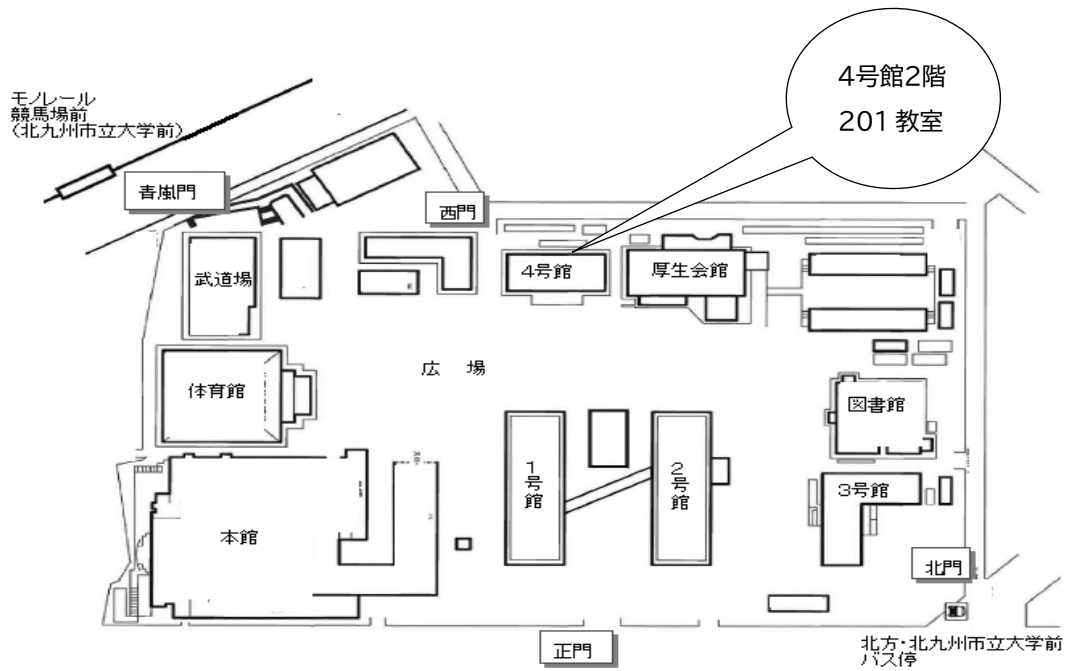 4号館2階
201 教室
モノレール
競馬場前
(北九州市立大学前)
青嵐門
西門
武道場
4号館
厚生会館
体育館
広 場
図書館
1号館
2号館
3号館
本館
北門
正門
北方・北九州市立大学前
バス停